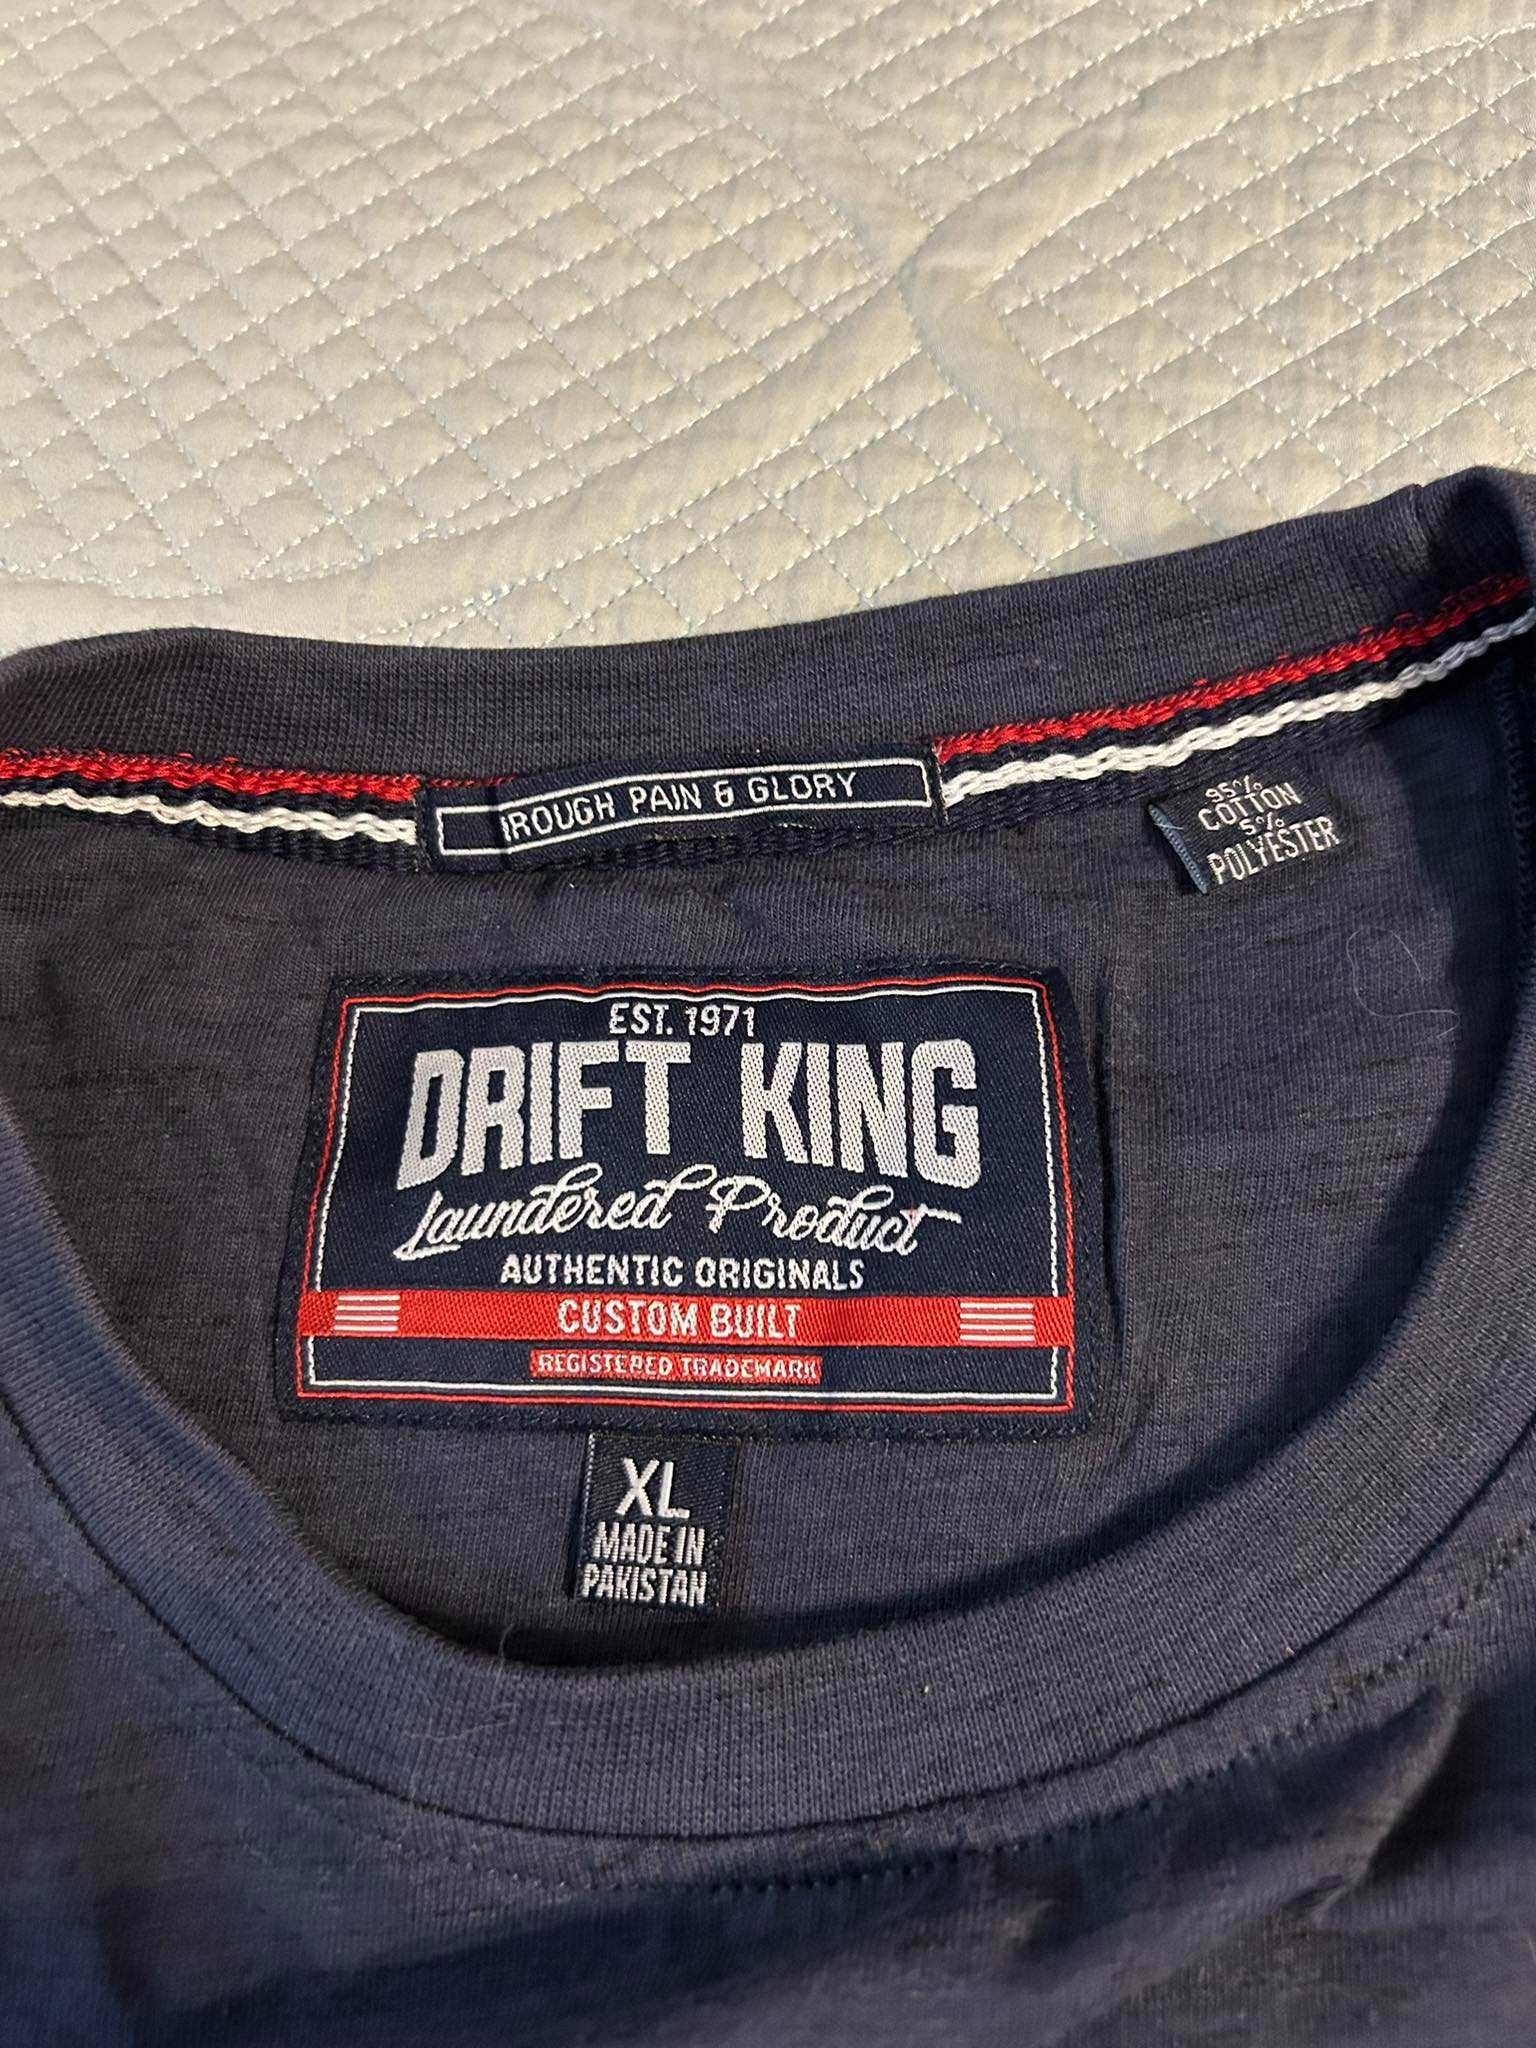 ROUGH PAIN & GLORY
95%
COTTON
5%
POLYESTER
EST. 1971
DRIFT KING
Laundered Product
AUTHENTIC ORIGINALS
CUSTOM BUILT
REGISTERED TRADEMARK
XL
MADE IN
PAKISTAN